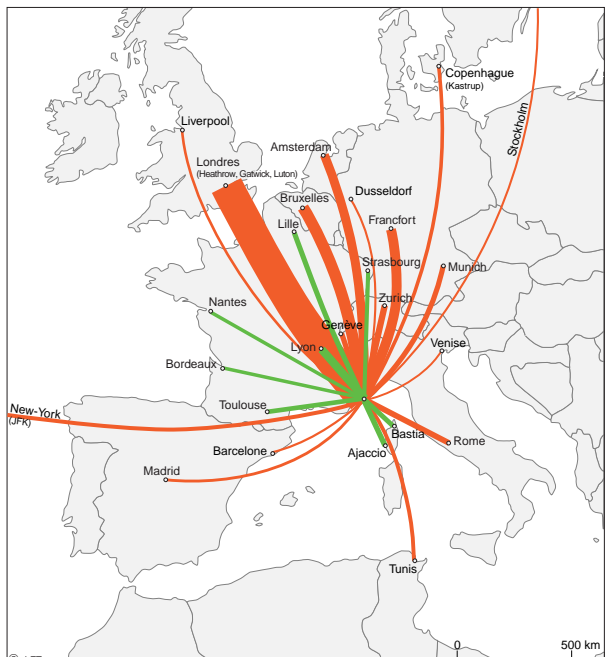 Copenhague
(Kastrup)
Stockholm
Liverpool
Amsterdam
Londres
(Heathrow, Gatwick, Luton)
Dusseldorf
Bruxelles
Francfort
Lille
Strasbourg
Munich
Zurich
Nantes
Genève
Venise
Lyon
Bordeaux
Toulouse
New-York
(JFK)
Bastia
Rome
Barcelone
Ajaccio
Madrid
Tunis
0
500 km